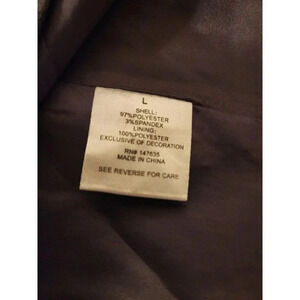 L
SHELL:
97%POLYESTER
3%SPANDEX
LINING:
100%POLYESTER
EXCLUSIVE OF DECORATION
RN# 147635
MADE IN CHINA
SEE REVERSE FOR CARE